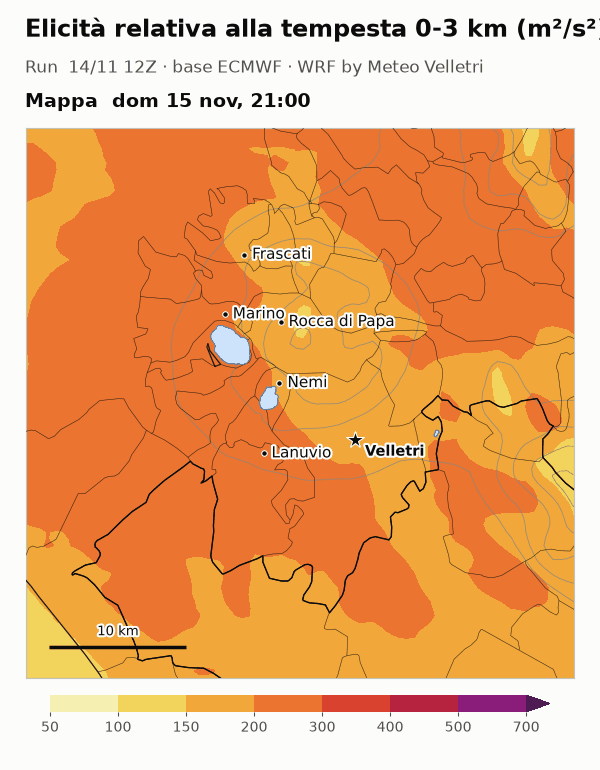 Elicità relativa alla tempesta 0-3 km (m²/s²)
Run 14/11 12Z · base ECMWF · WRF by Meteo Velletri
Mappa dom 15 nov, 21:00
Frascati
Marino
Rocca di Papa
Nemi
Velletri
Lanuvio
10 km
50 100 150 200 300 400 500 700